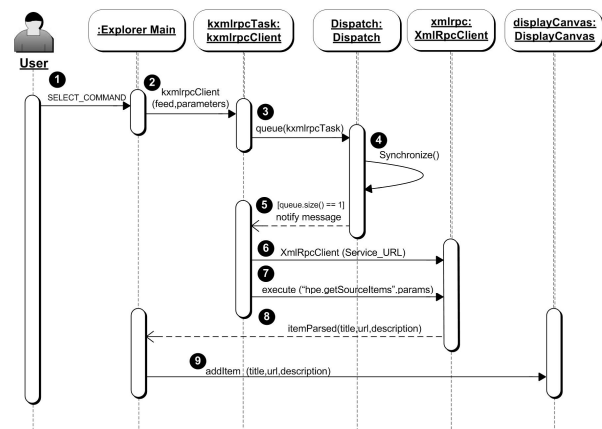 :Explorer Main
kxmlrpcTask:
kxmlrpcClient
Dispatch:
Dispatch
xmlrpc:
XmlRpcClient
displayCanvas:
DisplayCanvas
User
1
SELECT_COMMAND
2
kxmlrpcClient
(feed,parameters)
3
queue(kxmlrpcTask)
4
Synchronize()
5
[queue.size() == 1]
notify message
6
XmlRpcClient (Service_URL)
7
execute ("hpe.getSourceItems",params)
8
itemParsed(title,url,description)
9
addItem (title,url,description)